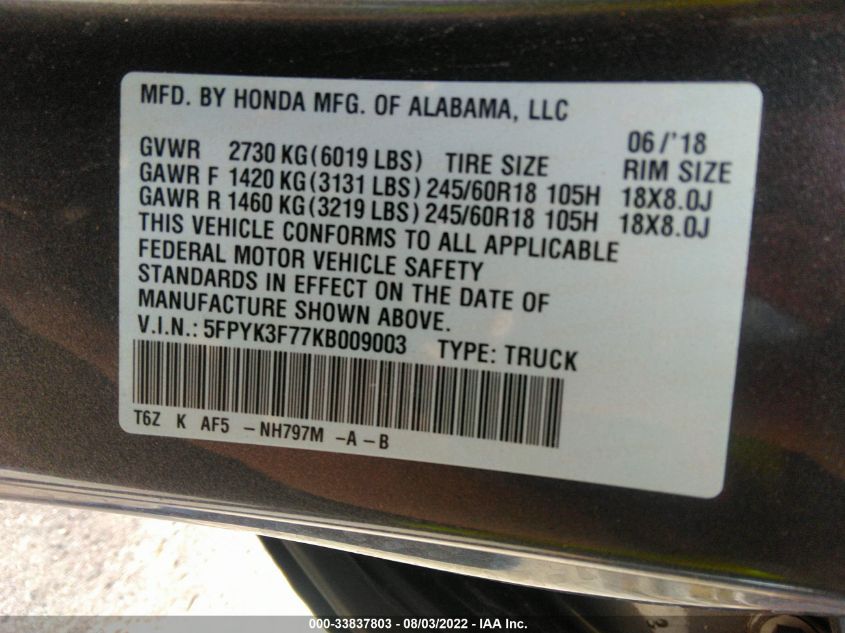 MFD. BY HONDA MFG. OF ALABAMA, LLC
06/'18
GVWR 2730 KG(6019 LBS) TIRE SIZE RIM SIZE
GAWR F 1420 KG(3131 LBS) 245/60R18 105H 18X8.0J
GAWR R 1460 KG(3219 LBS) 245/60R18 105H 18X8.0J
THIS VEHICLE CONFORMS TO ALL APPLICABLE
FEDERAL MOTOR VEHICLE SAFETY
STANDARDS IN EFFECT ON THE DATE OF
MANUFACTURE SHOWN ABOVE.
V.I.N.: 5FPYK3F77KB009003 TYPE: TRUCK
T6Z K AF5 -NH797M -A-B
3
000-33837803 - 08/03/2022 - IAA Inc.